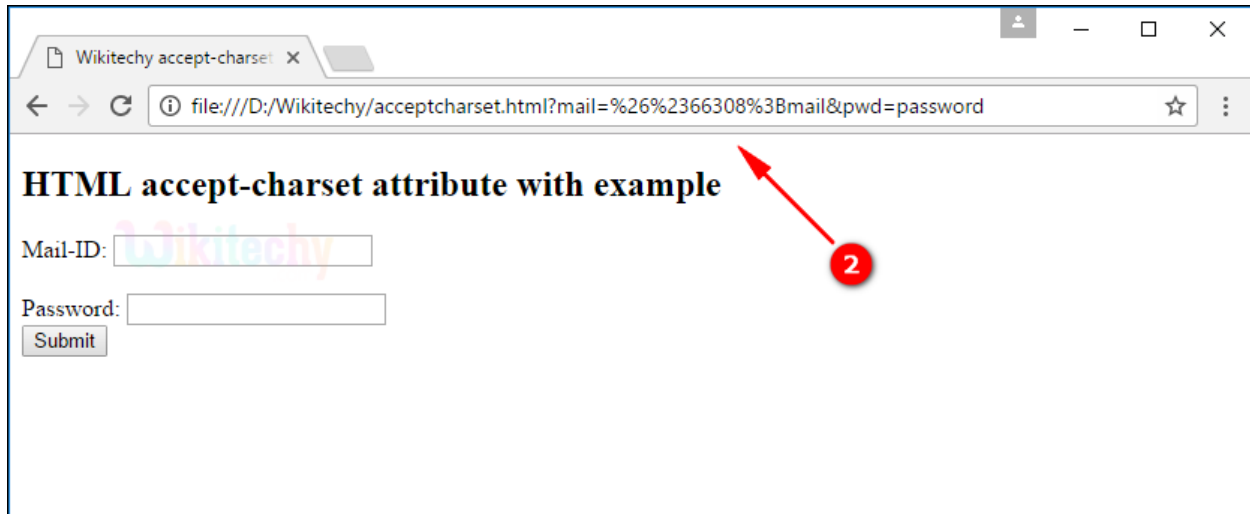 Wikitechy accept-charset
file:///D:/Wikitechy/acceptcharset.html?mail=%26%2366308%3Bmail&pwd=password
HTML accept-charset attribute with example
Wikitechy
Mail-ID:
2
Password:
Submit